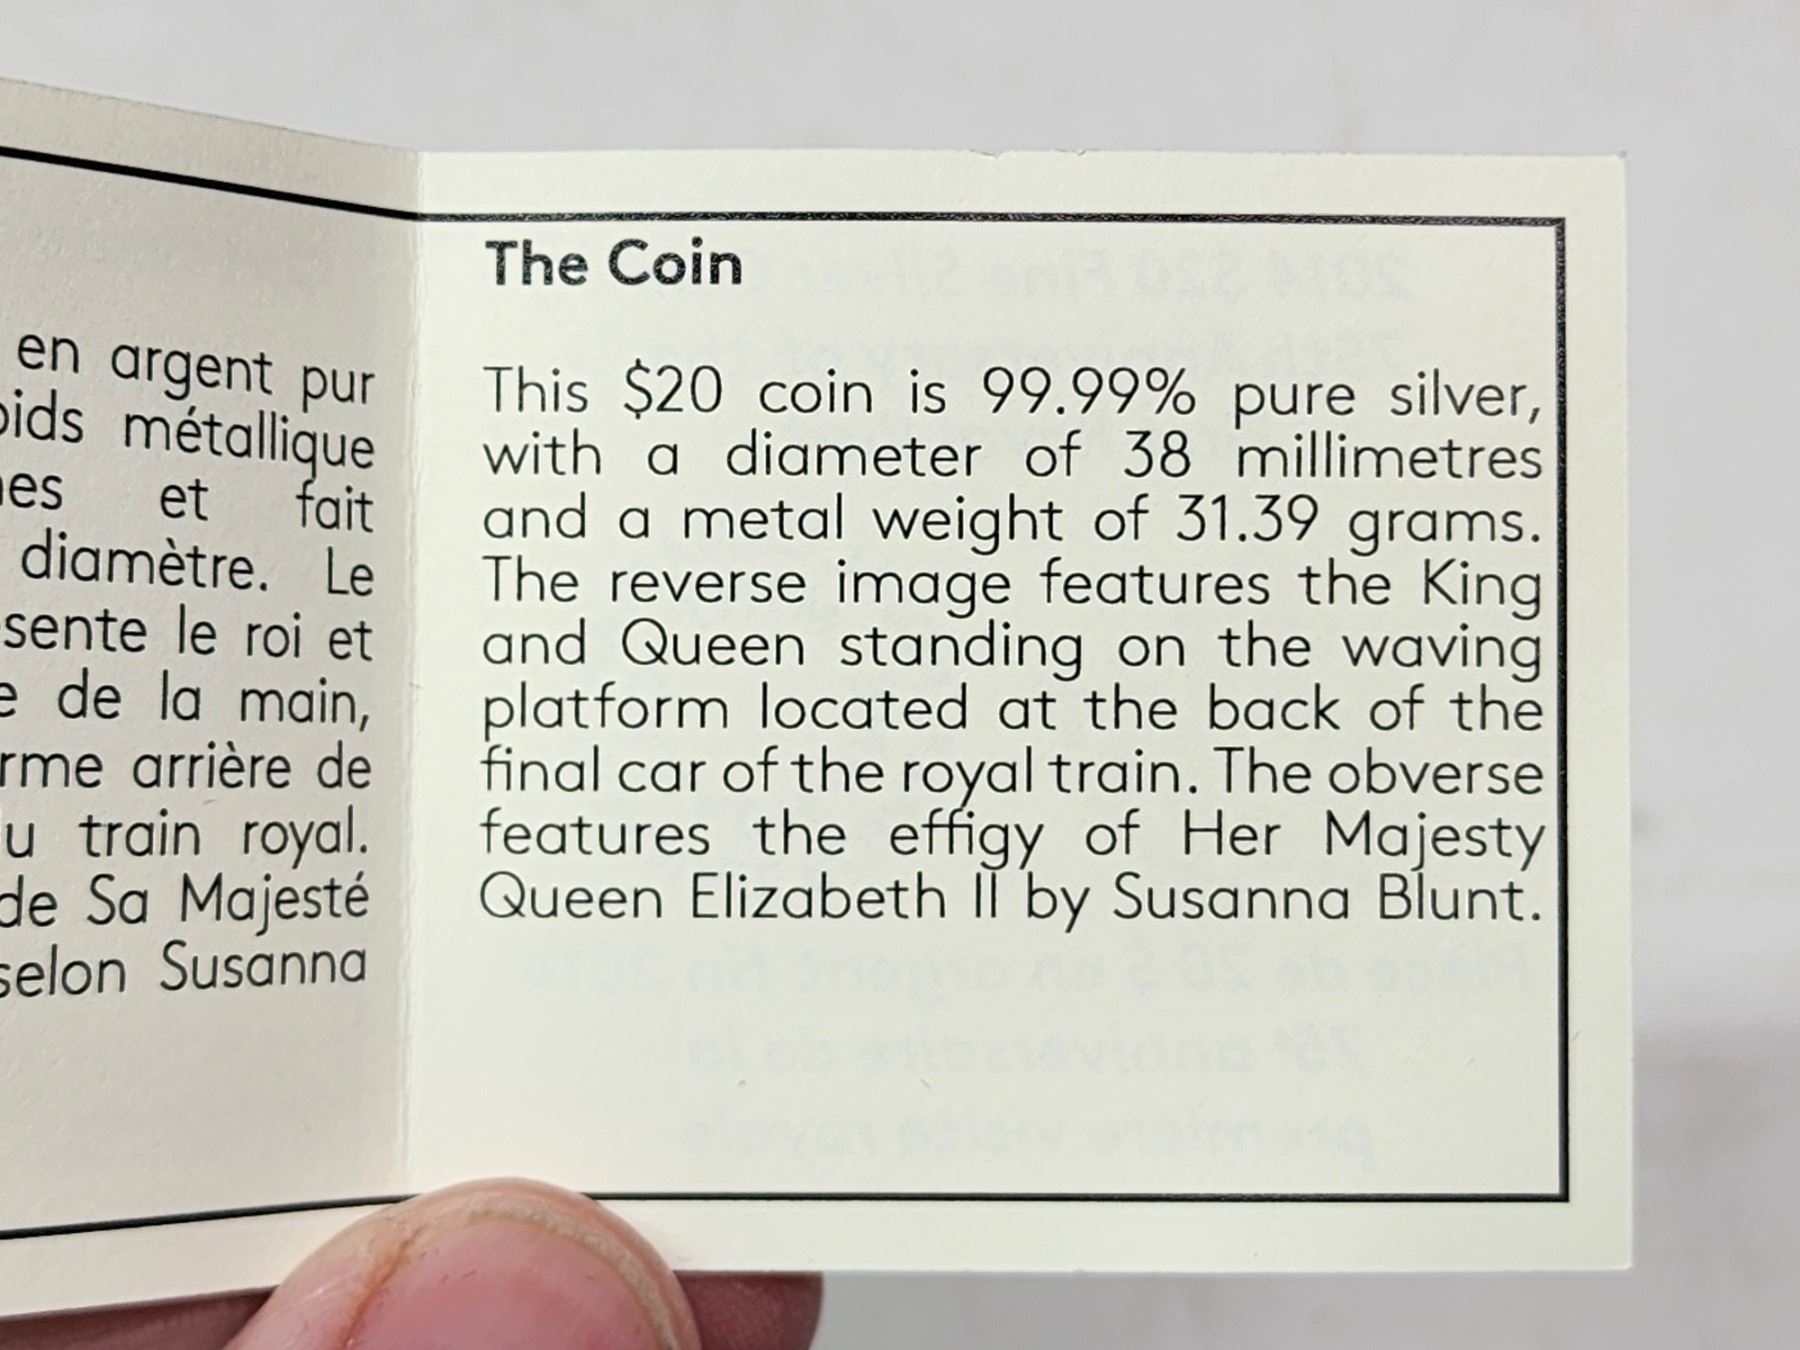 en argent pur
métallique
et fait
diamètre. Le
le roi et
de la main,
arrière de
train royal.
de Sa Majesté
selon Susanna
The Coin
This $20 coin is 99.99% pure silver,
with a diameter of 38 millimetres
and a metal weight of 31.39 grams.
The reverse image features the King
and Queen standing on the waving
platform located at the back of the
final car of the royal train. The obverse
features the effigy of Her Majesty
Queen Elizabeth II by Susanna Blunt.